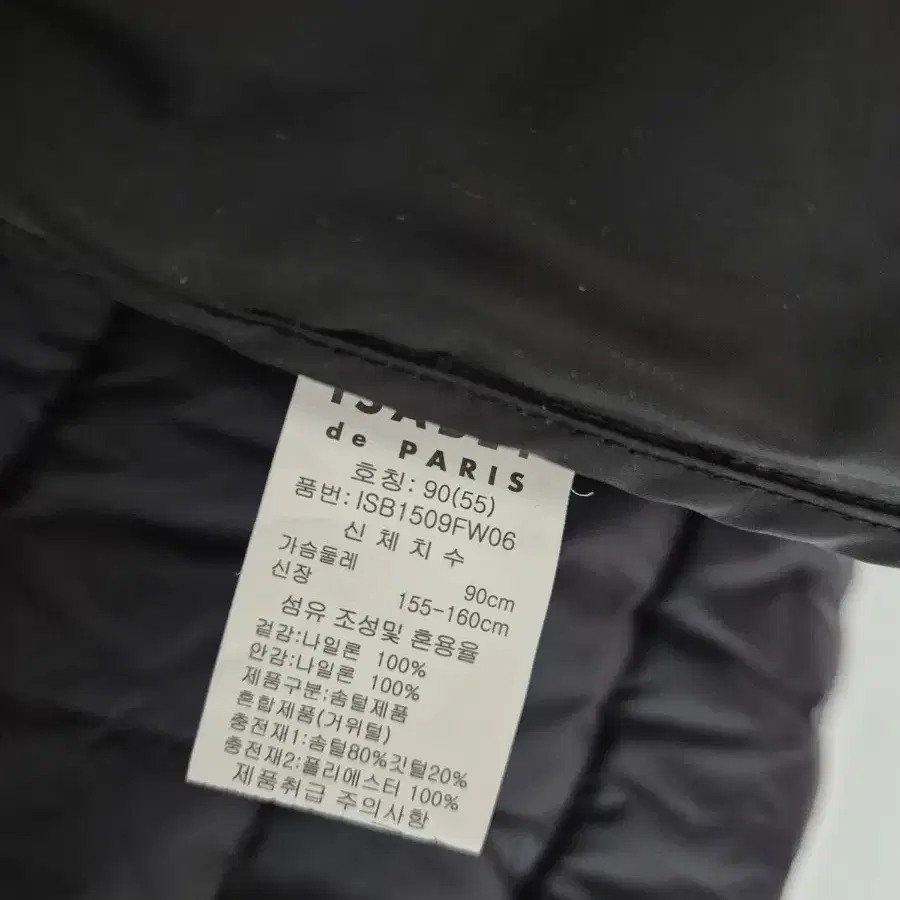 de PARIS
호칭: 90(55)
품번: ISB1509FW06
신 체 치 수
가슴둘레 90cm
신장 155-160cm
섬유 조성및 혼용율
겉감:나일론 100%
안감:나일론 100%
제품구분;솜털제품
혼합제품(거위털)
충전재1:솜털80%깃털20%
충전재2:폴리에스터 100%
제품취급 주의사항